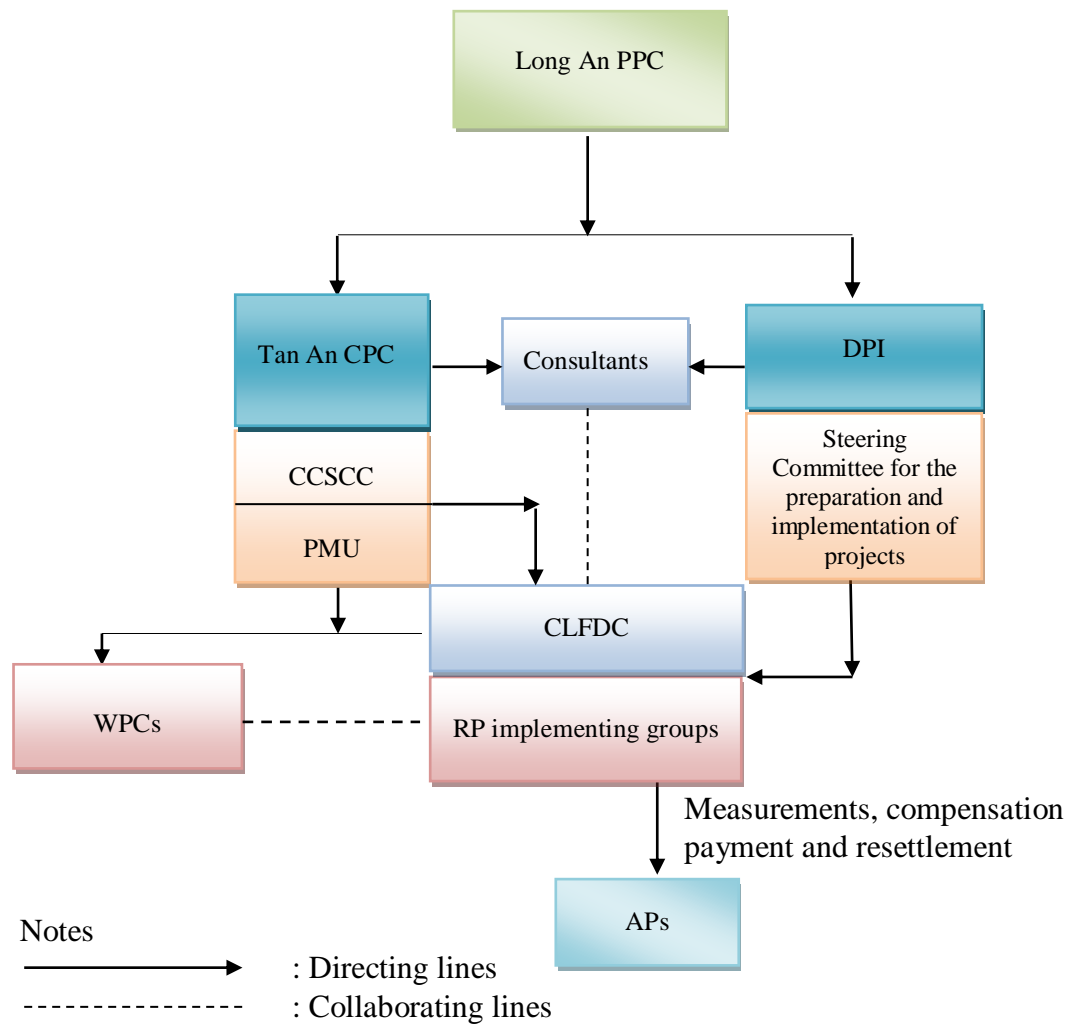 Long An PPC
Tan An CPC
Consultants
DPI
CCSCC
PMU
Steering
Committee for the
preparation and
implementation of
projects
CLFDC
WPCs
RP implementing groups
Measurements, compensation
payment and resettlement
APs
Notes
: Directing lines
: Collaborating lines